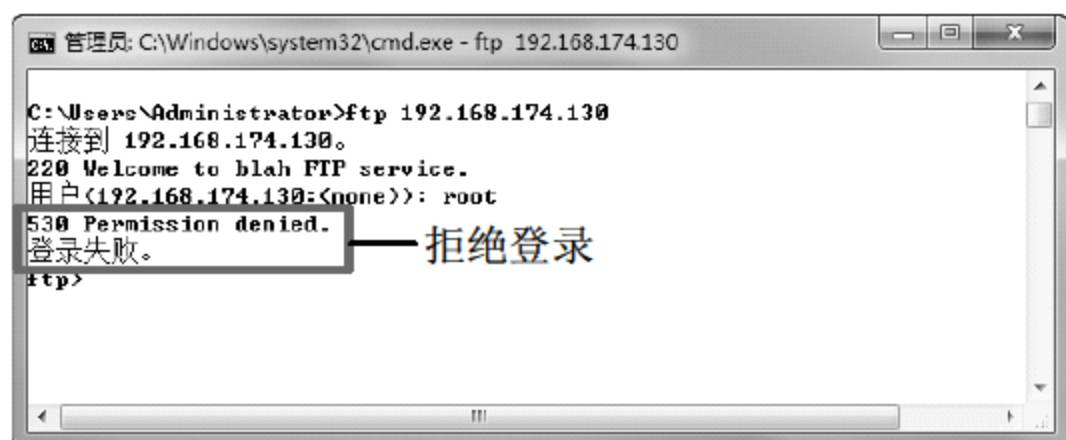 管理员: C:\Windows\system32\cmd.exe - ftp 192.168.174.130
C:\Users\Administrator>ftp 192.168.174.130
连接到 192.168.174.130。
220 Welcome to blah FTP service.
用户(192.168.174.130:(none)): root
530 Permission denied.
登录失败。
拒绝登录
ftp>